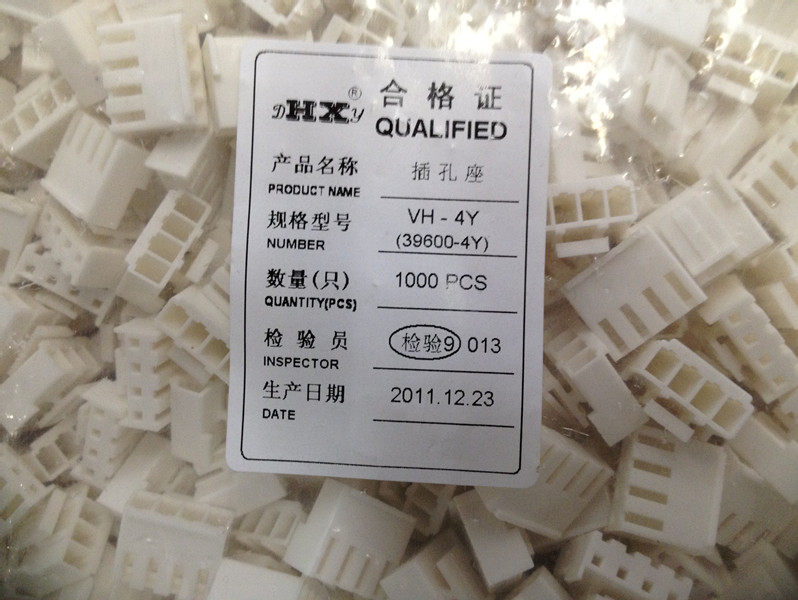 DHXY®
合格证
QUALIFIED
产品名称 插孔座
PRODUCT NAME
规格型号 VH - 4Y
NUMBER (39600-4Y)
数量(只) 1000 PCS
QUANTITY(PCS)
检验员 检验9 013
INSPECTOR
生产日期 2011.12.23
DATE